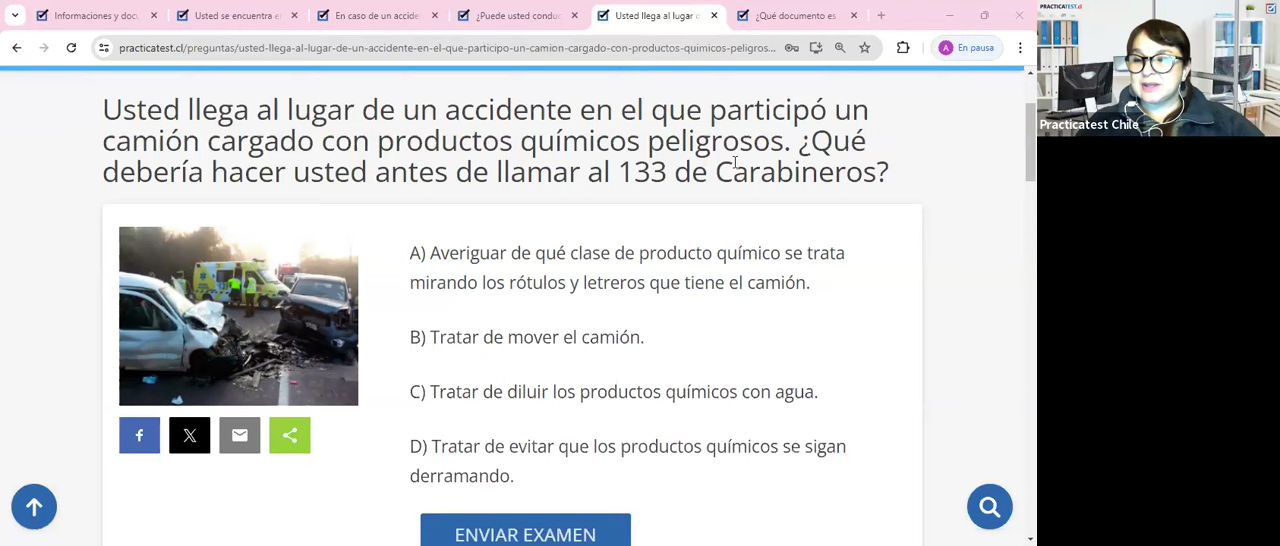 Informaciones y docu
Usted se encuentra e
En caso de un accide
¿Puede usted conduc
Usted llega al lugar d
¿Qué documento es
practicatest.cl/preguntas/usted-llega-al-lugar-de-un-accidente-en-el-que-participo-un-camion-cargado-con-productos-quimicos-peligros...
A
En pausa
PRACTICATEST.cl
Practicatest Chile
Usted llega al lugar de un accidente en el que participó un
camión cargado con productos químicos peligrosos. ¿Qué
debería hacer usted antes de llamar al 133 de Carabineros?
A) Averiguar de qué clase de producto químico se trata
mirando los rótulos y letreros que tiene el camión.
B) Tratar de mover el camión.
C) Tratar de diluir los productos químicos con agua.
D) Tratar de evitar que los productos químicos se sigan
derramando.
ENVIAR EXAMEN